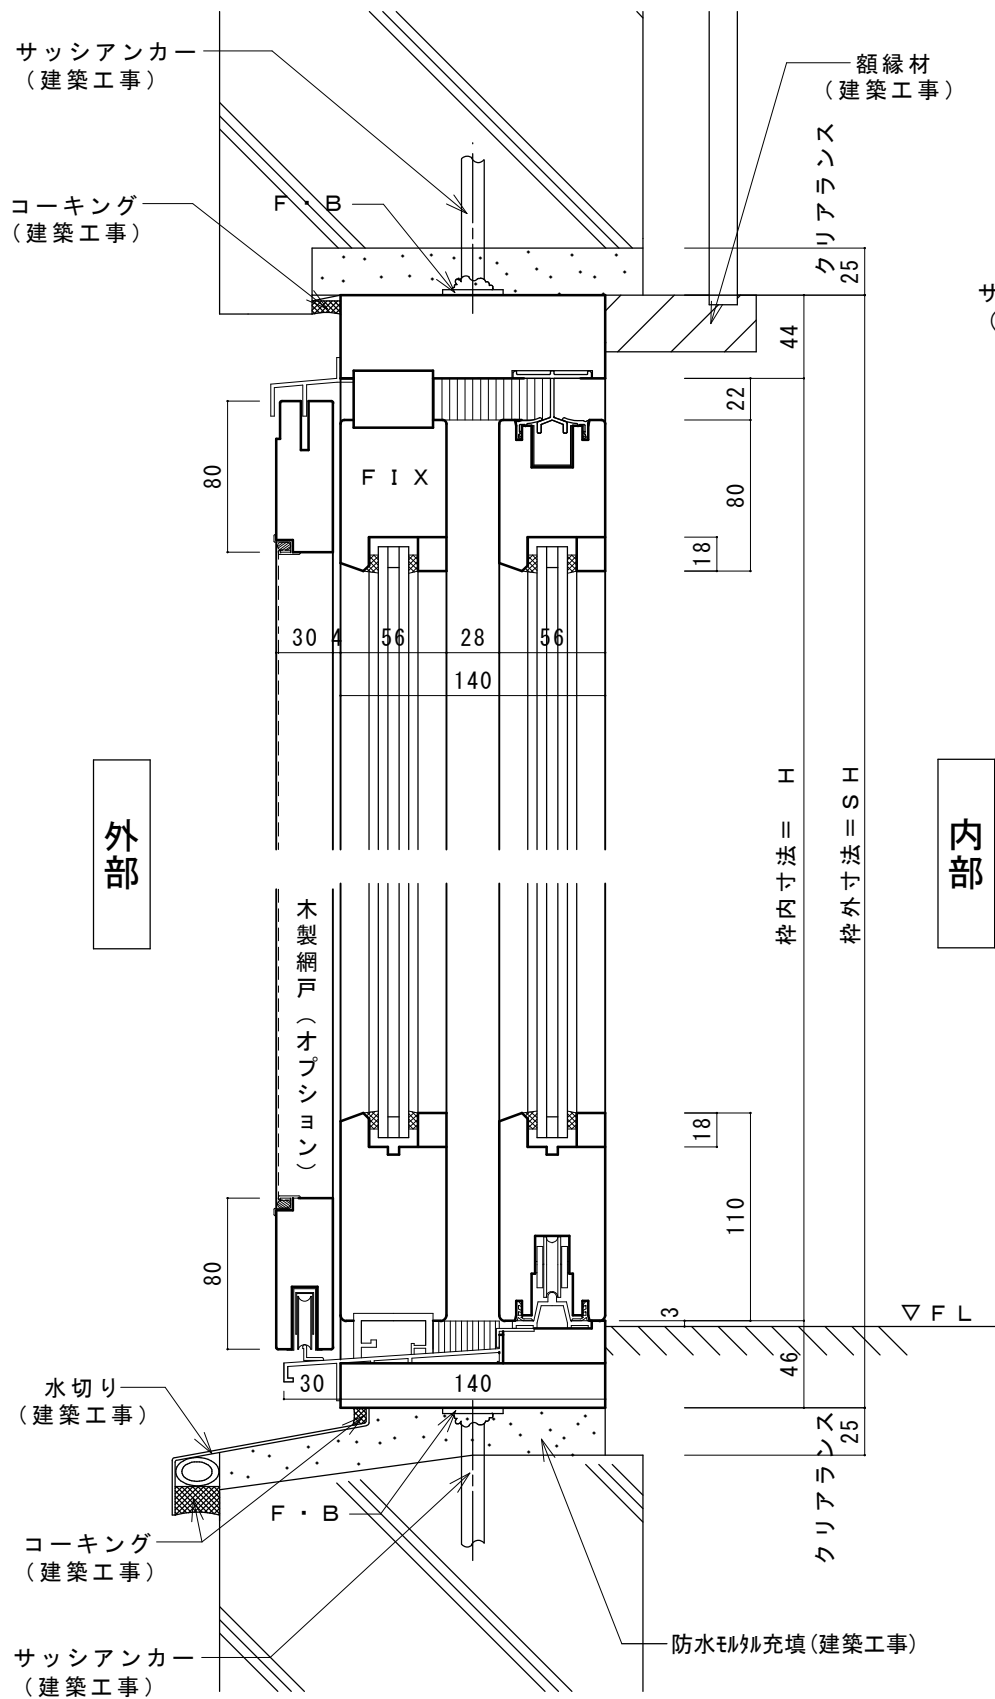 サッシアンカー
（建築工事）
額縁材
（建築工事）
クリアランス
25
コーキング
（建築工事）
F・B
サ
（
44
22
80
FIX
80
18
30 4 56 28 56
140
外部
内部
枠内寸法= H
枠外寸法=SH
木製網戸（オプション）
18
110
80
3
▽FL
46
30 140
水切り
（建築工事）
25
クリアランス
F・B
コーキング
（建築工事）
防水ﾓﾙﾀﾙ充填(建築工事)
サッシアンカー
（建築工事）